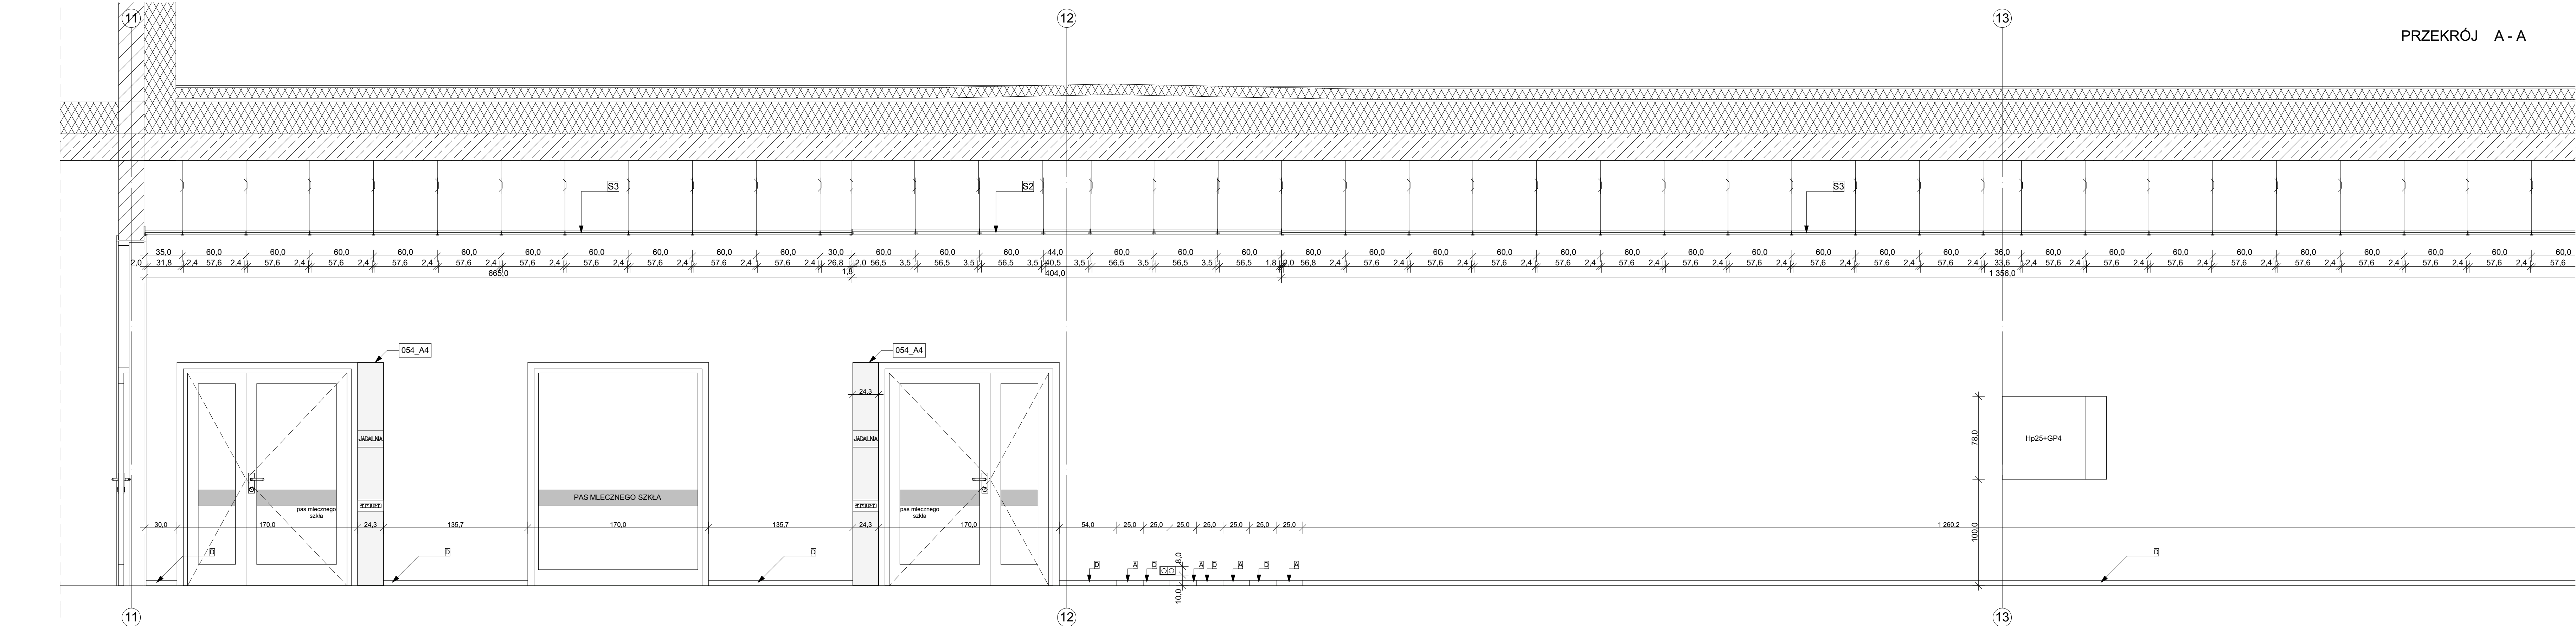 11
12
13
PRZEKRÓJ A - A
S3
S2
S3
35,0 60,0 60,0 60,0 60,0 60,0 60,0 60,0 60,0 60,0 60,0 30,0 60,0 60,0 60,0 44,0 60,0 60,0 60,0 60,0 60,0 60,0 60,0 60,0 60,0 60,0 60,0 60,0 60,0 60,0 36,0 60,0 60,0 60,0 60,0 60,0 60,0 60,0 60,0 60,0
2,0 31,8 2,4 57,6 2,4 57,6 2,4 57,6 2,4 57,6 2,4 57,6 2,4 57,6 2,4 57,6 2,4 57,6 2,4 57,6 2,4 57,6 2,4 26,8 2,0 56,5 3,5 56,5 3,5 56,5 3,5 40,5 3,5 56,5 3,5 56,5 3,5 56,5 1,8 2,0 56,8 2,4 57,6 2,4 57,6 2,4 57,6 2,4 57,6 2,4 57,6 2,4 57,6 2,4 57,6 2,4 57,6 2,4 57,6 2,4 57,6 2,4 33,6 2,4 57,6 2,4 57,6 2,4 57,6 2,4 57,6 2,4 57,6 2,4 57,6 2,4 57,6 2,4 57,6 2,4 57,6
665,0 1,8 404,0 1 356,0
054_A4
054_A4
24,3
JADALNIA
JADALNIA
78,0
Hp25+GP4
PAS MLECZNEGO SZKŁA
pas mlecznego
szkła
pas mlecznego
szkła
30,0 170,0 24,3 135,7 170,0 135,7 24,3 170,0 54,0 25,0 25,0 25,0 25,0 25,0 25,0 25,0 1 260,2
100,0
D
D
D
D
D A D A D A D A
8,0
10,0
11
12
13